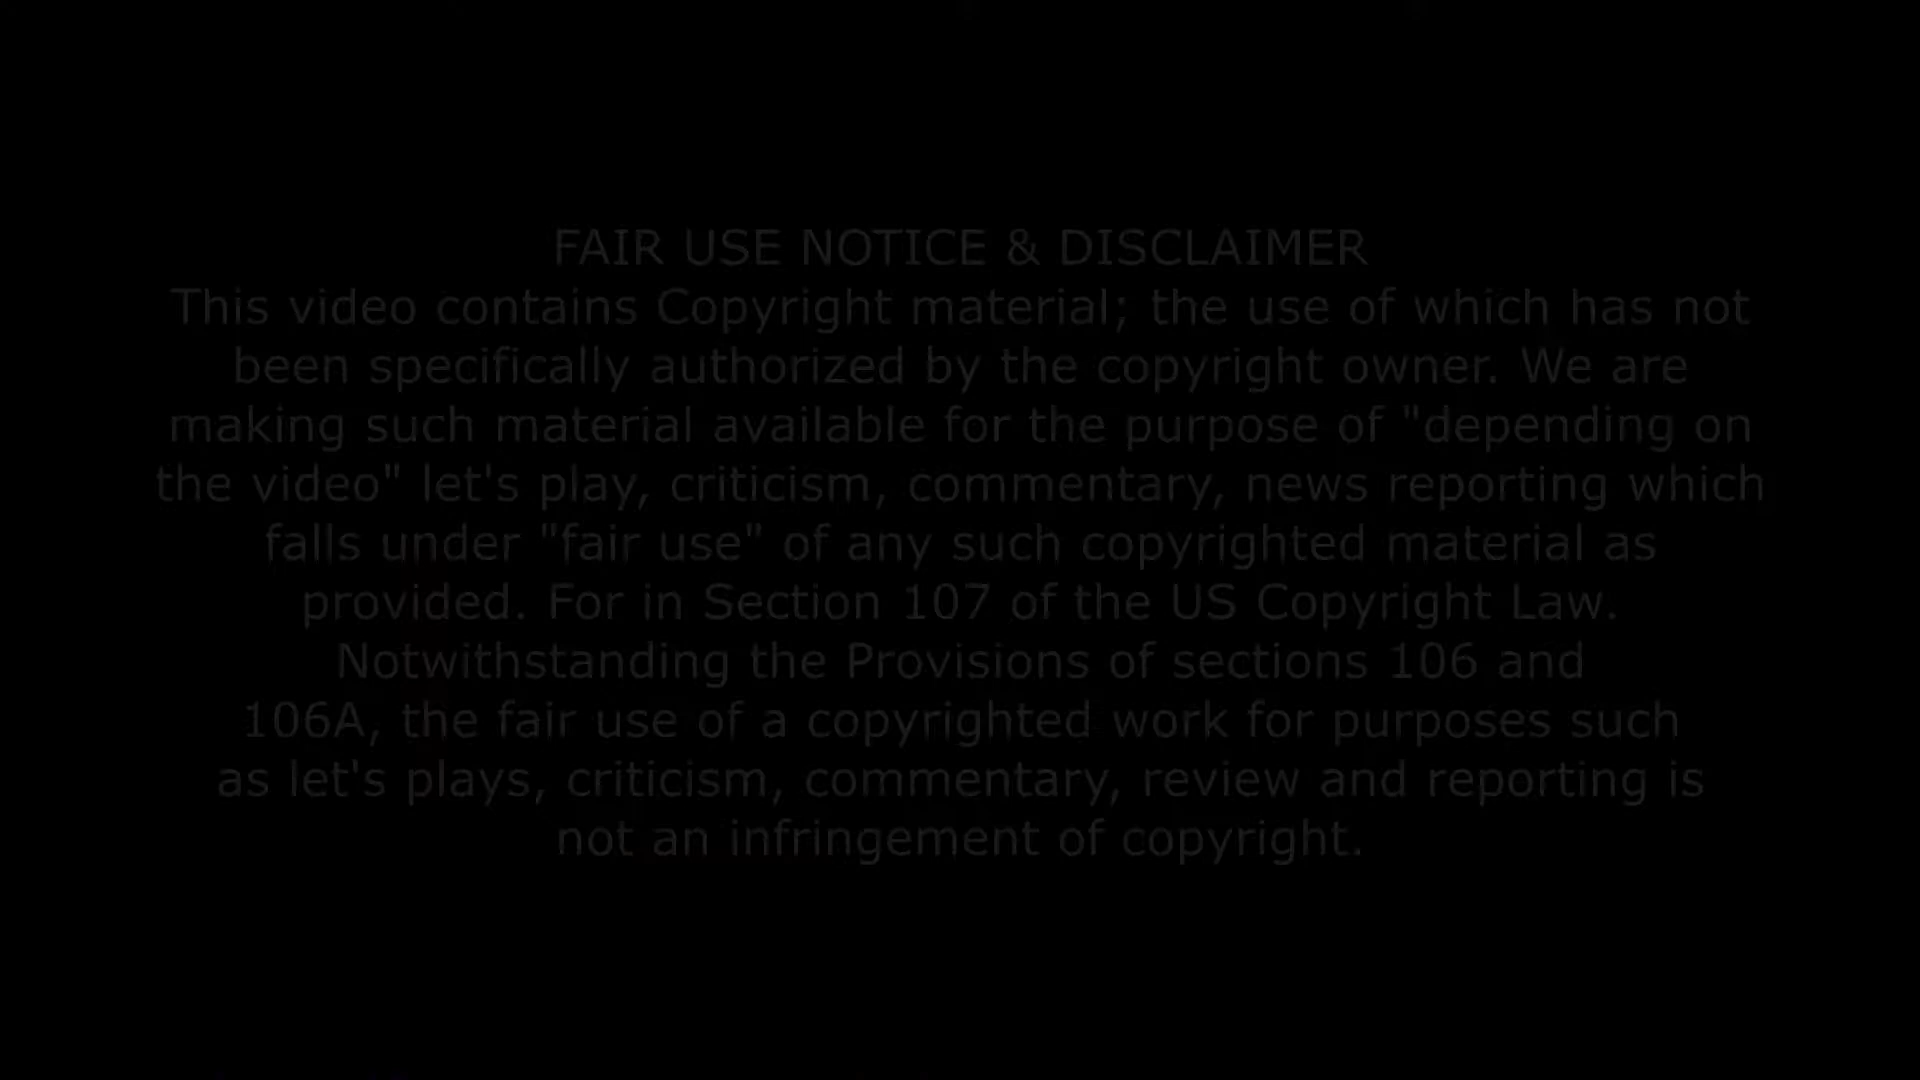 FAIR USE NOTICE & DISCLAIMER
This video contains Copyright material; the use of which has not
been specifically authorized by the copyright owner. We are
making such material available for the purpose of "depending on
the video" let's play, criticism, commentary, news reporting which
falls under "fair use" of any such copyrighted material as
provided. For in Section 107 of the US Copyright Law.
Notwithstanding the Provisions of sections 106 and
106A, the fair use of a copyrighted work for purposes such
as let's plays, criticism, commentary, review and reporting is
not an infringement of copyright.